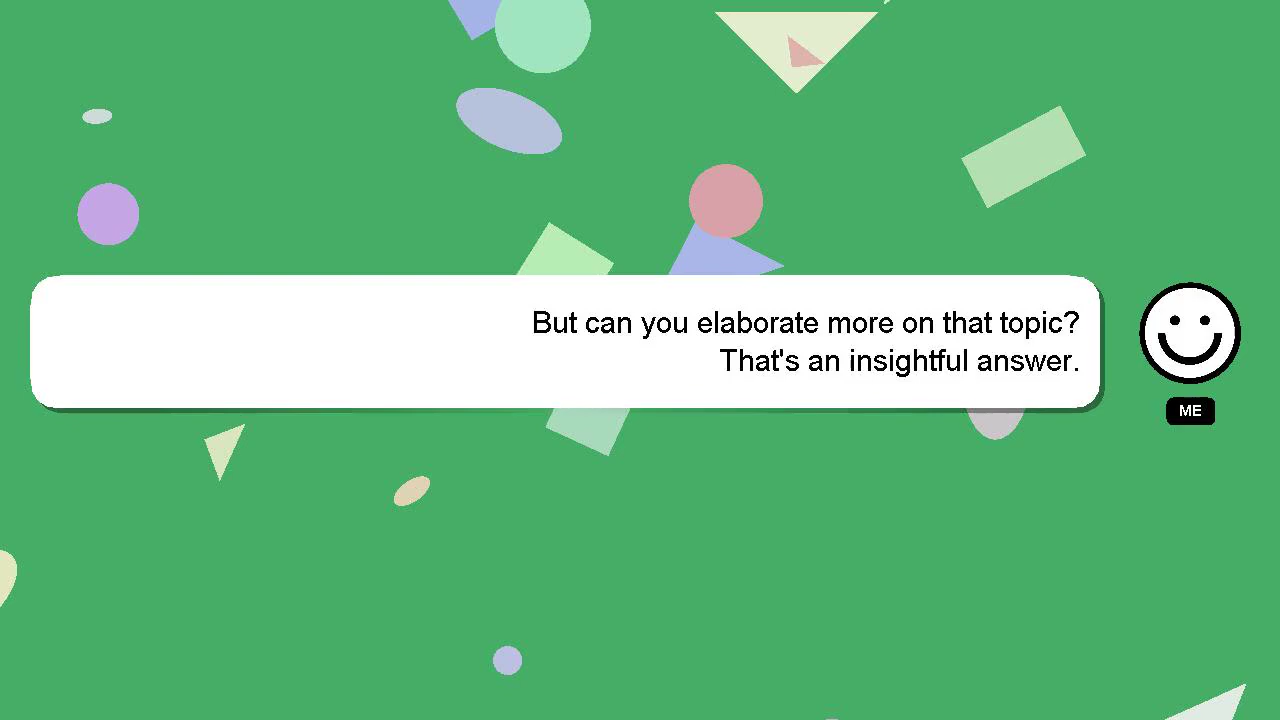 But can you elaborate more on that topic?
That's an insightful answer.
ME